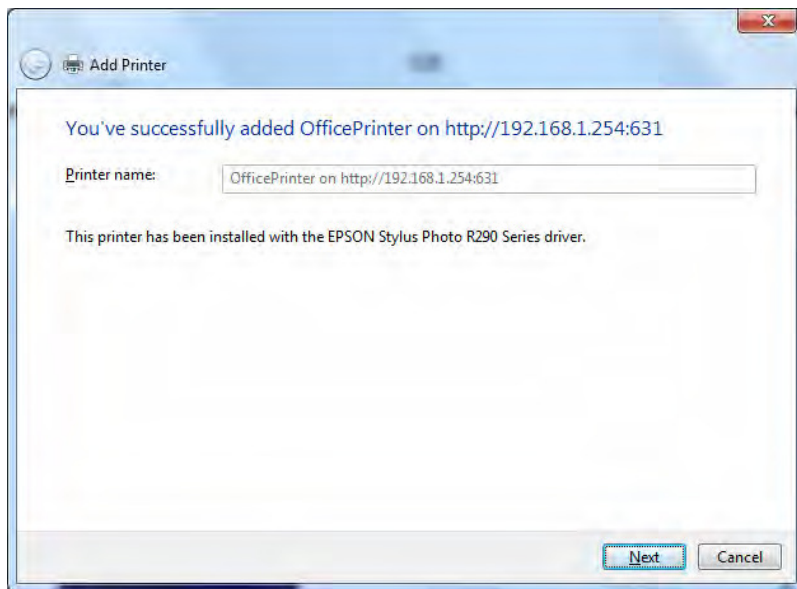 Add Printer
You've successfully added OfficePrinter on http://192.168.1.254:631
Printer name:
OfficePrinter on http://192.168.1.254:631
This printer has been installed with the EPSON Stylus Photo R290 Series driver.
Next
Cancel